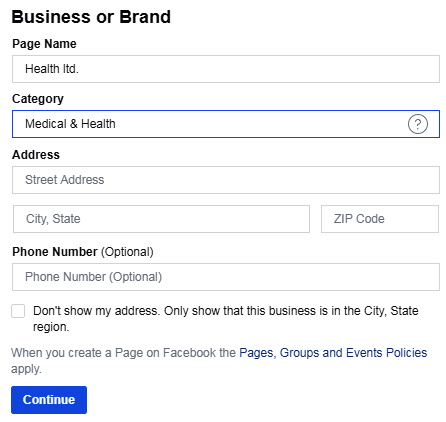 Business or Brand
Page Name
Health ltd.
Category
Medical & Health
?
Address
Street Address
City, State
ZIP Code
Phone Number (Optional)
Phone Number (Optional)
Don't show my address. Only show that this business is in the City, State
region.
When you create a Page on Facebook the Pages, Groups and Events Policies
apply.
Continue